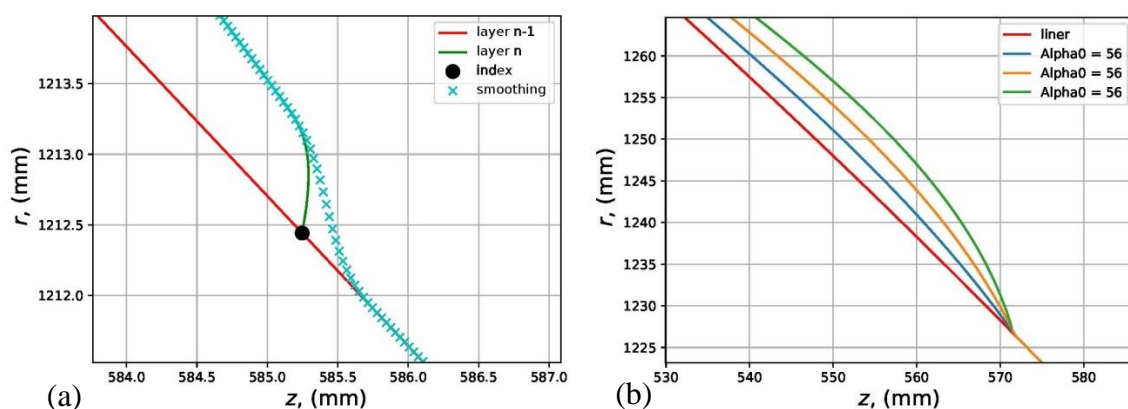 layer n-1
layer n
index
smoothing
1213.5
1213.0
1212.5
1212.0
r, (mm)
584.0 584.5 585.0 585.5 586.0 586.5 587.0
z, (mm)
(a)
liner
Alpha0 = 56
Alpha0 = 56
Alpha0 = 56
1260
1255
1250
1245
1240
1235
1230
1225
r, (mm)
530 540 550 560 570 580
z, (mm)
(b)